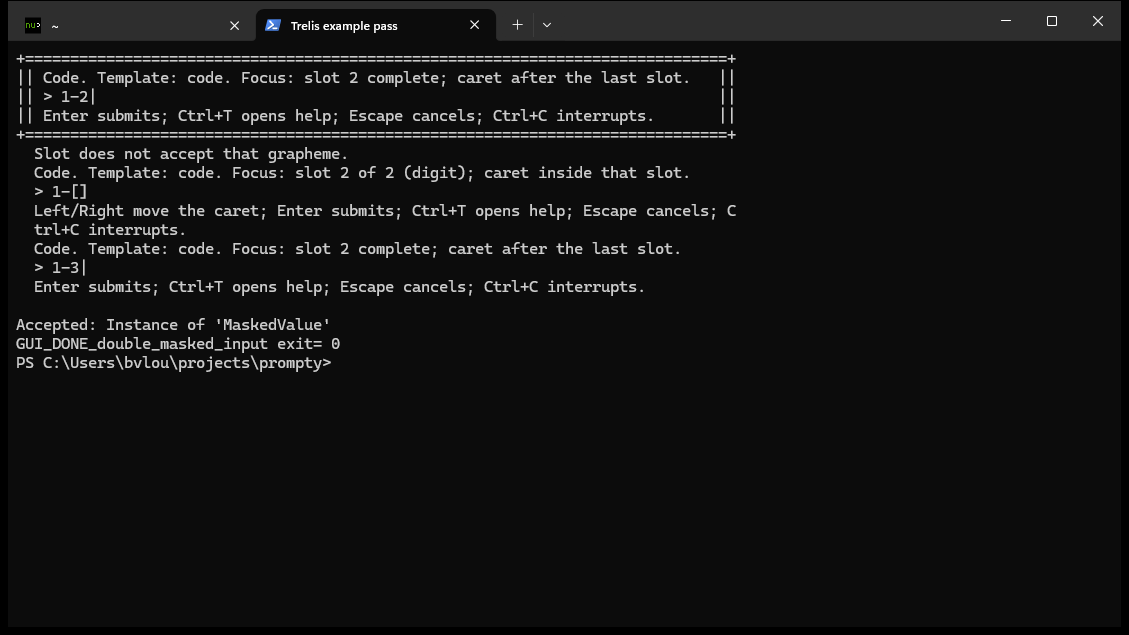 nu> ~
Trelis example pass
+==============================================================================+
|| Code. Template: code. Focus: slot 2 complete; caret after the last slot.   ||
|| > 1-2|                                                                     ||
|| Enter submits; Ctrl+T opens help; Escape cancels; Ctrl+C interrupts.       ||
+==============================================================================+
  Slot does not accept that grapheme.
  Code. Template: code. Focus: slot 2 of 2 (digit); caret inside that slot.
  > 1-[]
  Left/Right move the caret; Enter submits; Ctrl+T opens help; Escape cancels; C
  trl+C interrupts.
  Code. Template: code. Focus: slot 2 complete; caret after the last slot.
  > 1-3|
  Enter submits; Ctrl+T opens help; Escape cancels; Ctrl+C interrupts.
Accepted: Instance of 'MaskedValue'
GUI_DONE_double_masked_input exit= 0
PS C:\Users\bvlou\projects\prompty>